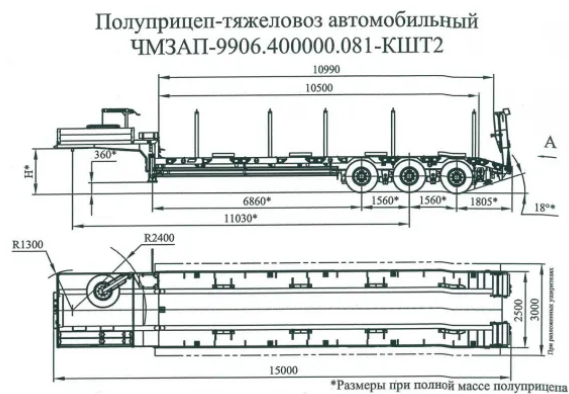 Полуприцеп-тяжеловоз автомобильный
ЧМЗАП-9906.400000.081-КШТ2
10990
10500
А
360*
Н*
6860*
1560*
1560*
1805*
18°*
11030*
R1300
R2400
2500
3000
При разложенных уширителях
15000
*Размеры при полной массе полуприцепа